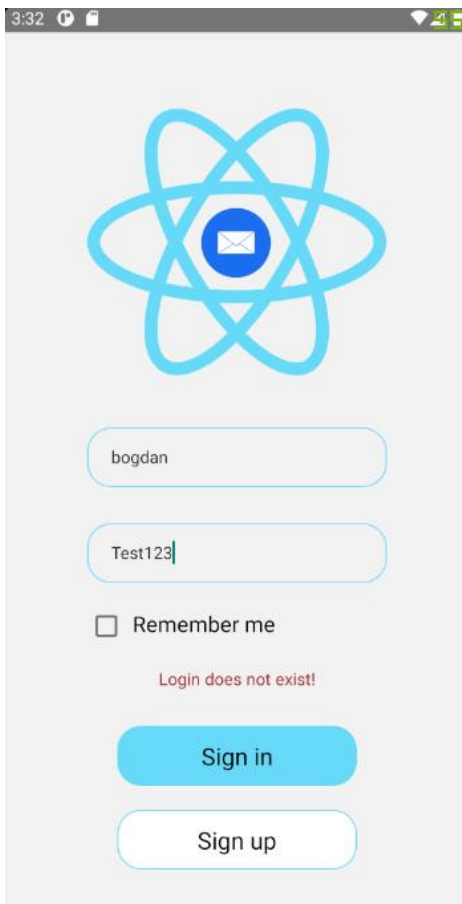 3:32
bogdan
Test123
Remember me
Login does not exist!
Sign in
Sign up